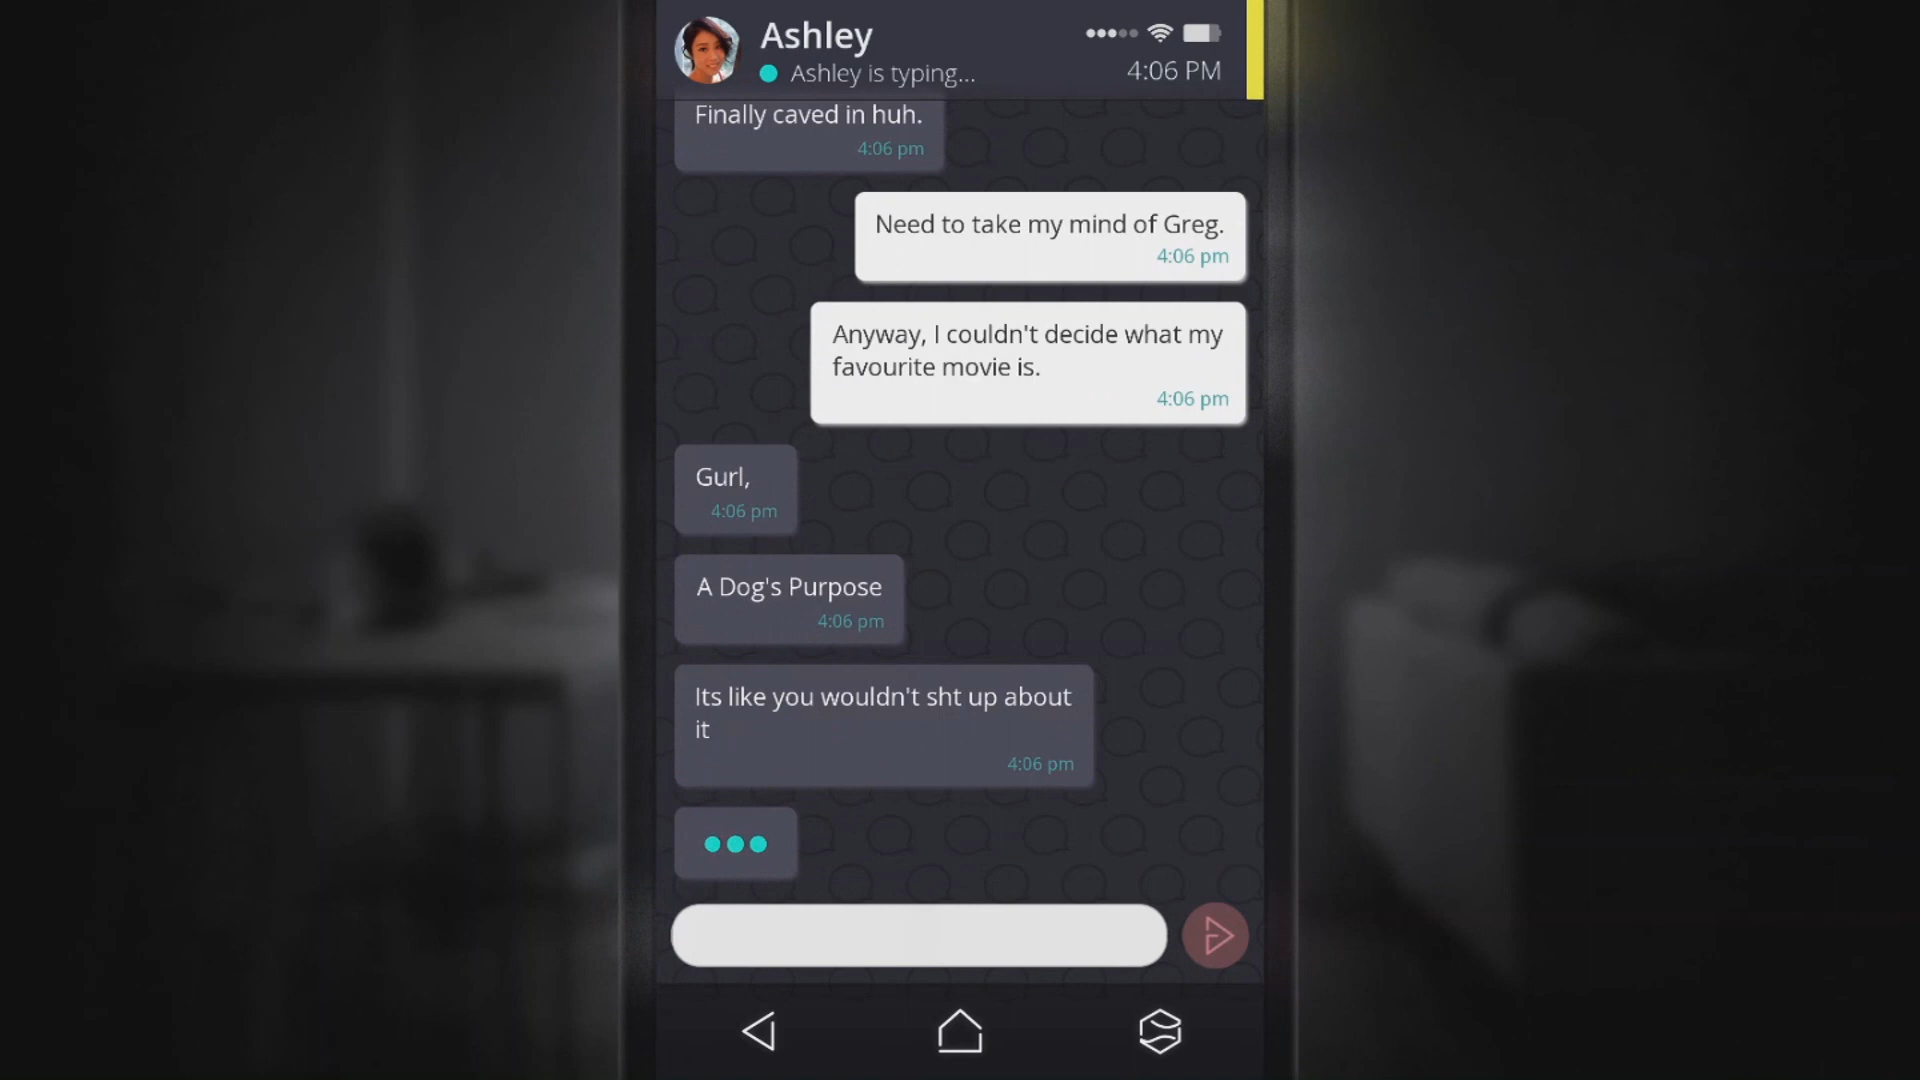 Ashley
Ashley is typing...
4:06 PM
Finally caved in huh.
4:06 pm
Need to take my mind of Greg.
4:06 pm
Anyway, I couldn't decide what my
favourite movie is.
4:06 pm
Gurl,
4:06 pm
A Dog's Purpose
4:06 pm
Its like you wouldn't sht up about
it
4:06 pm